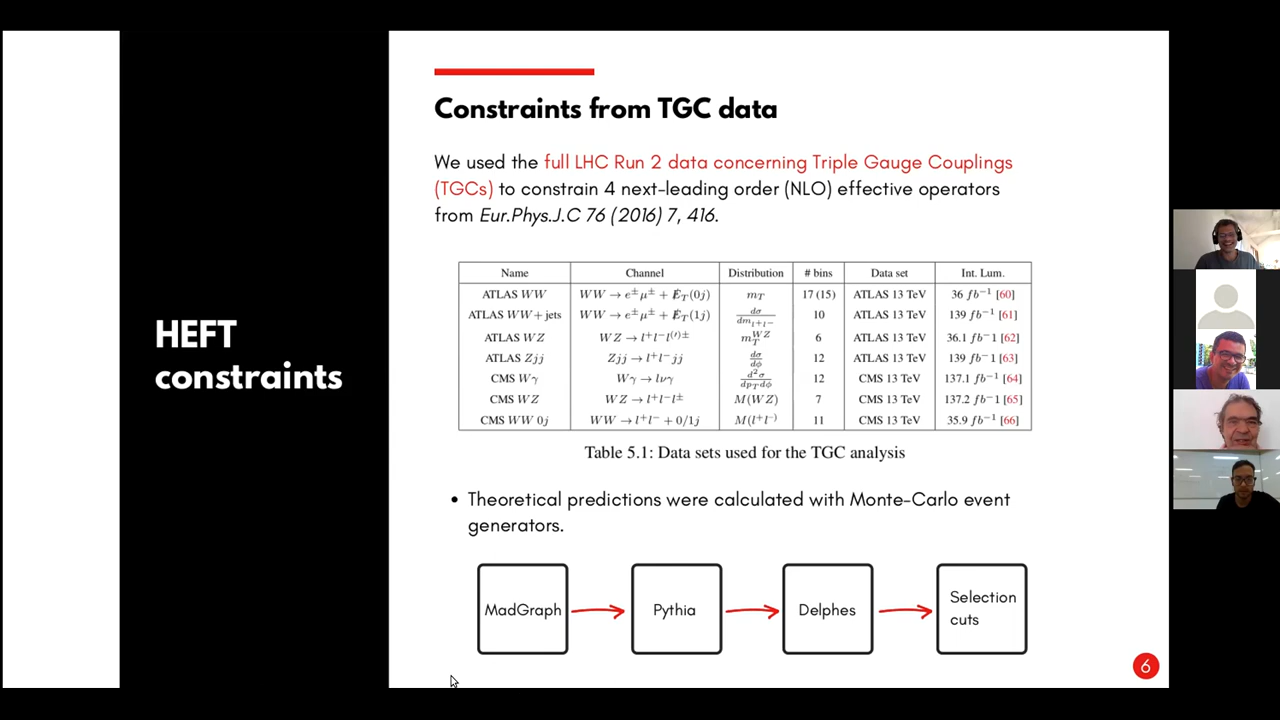 HEFT
constraints
Constraints from TGC data
We used the full LHC Run 2 data concerning Triple Gauge Couplings
(TGCs) to constrain 4 next-leading order (NLO) effective operators
from Eur.Phys.J.C 76 (2016) 7, 416.
Name Channel Distribution # bins Data set Int. Lum.
ATLAS WW WW → e±μ± + E̸_T(0j) m_T 17 (15) ATLAS 13 TeV 36 fb⁻¹ [60]
ATLAS WW+ jets WW → e±μ± + E̸_T(1j) dσ/dm_{l+l−} 10 ATLAS 13 TeV 139 fb⁻¹ [61]
ATLAS WZ WZ → l⁺l⁻l^{(′)±} m_T^{WZ} 6 ATLAS 13 TeV 36.1 fb⁻1 [62]
ATLAS Zjj Zjj → l⁺l⁻jj dσ/dϕ 12 ATLAS 13 TeV 139 fb⁻¹ [63]
CMS Wγ Wγ → lνγ d²σ/dp_T dϕ 12 CMS 13 TeV 137.1 fb⁻¹ [64]
CMS WZ WZ → l⁺l⁻l± M(WZ) 7 CMS 13 TeV 137.2 fb⁻1 [65]
CMS WW 0j WW → l⁺l⁻ + 0/1j M(l⁺l⁻) 11 CMS 13 TeV 35.9 fb⁻¹ [66]
Table 5.1: Data sets used for the TGC analysis
• Theoretical predictions were calculated with Monte-Carlo event
generators.
MadGraph
Pythia
Delphes
Selection
cuts
6